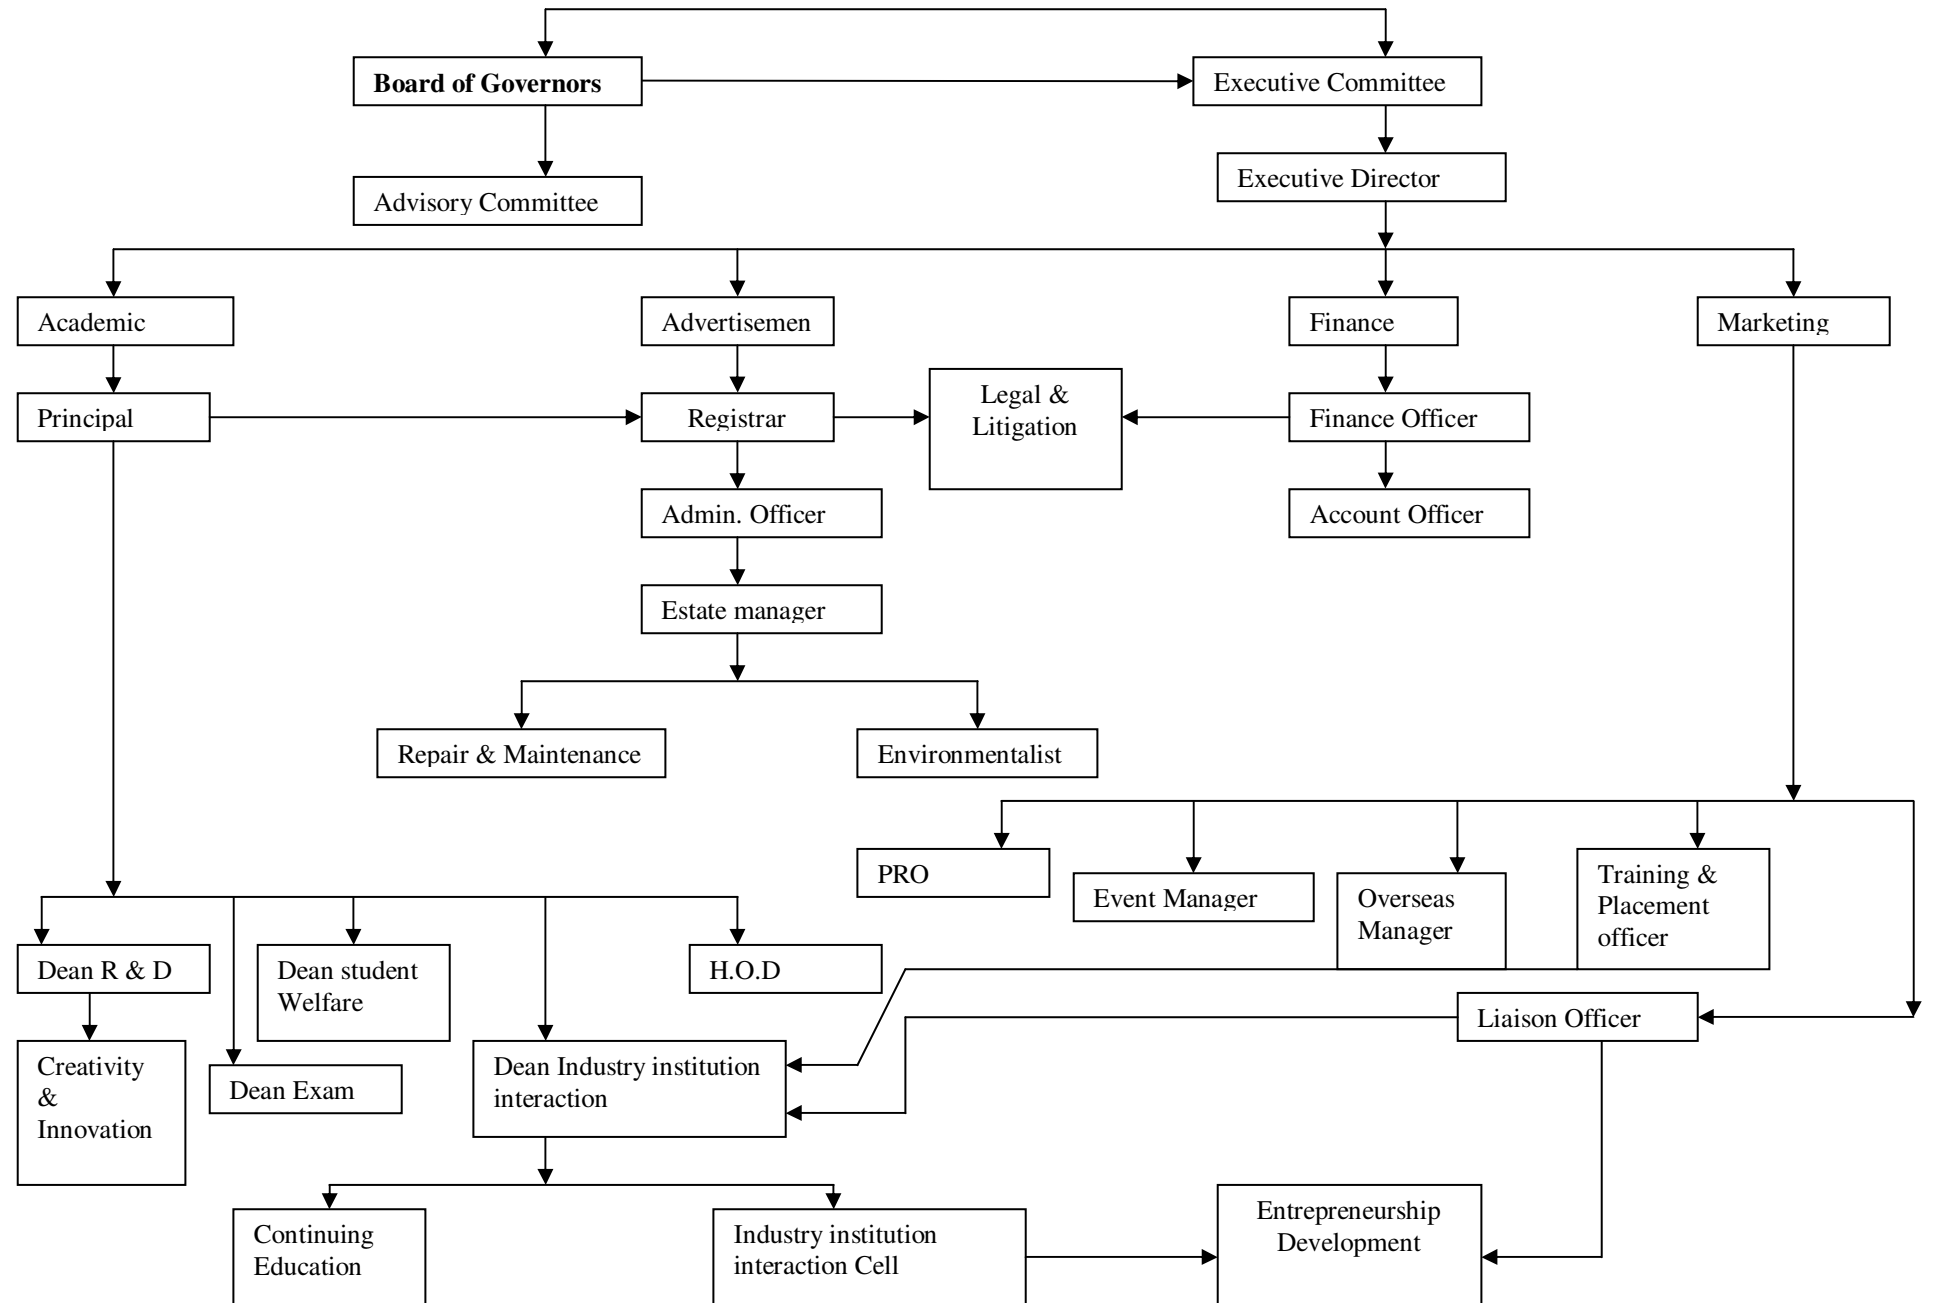 Board of Governors
Executive Committee
Executive Director
Advisory Committee
Academic
Advertisemen
Finance
Marketing
Principal
Registrar
Legal &
Litigation
Finance Officer
Admin. Officer
Account Officer
Estate manager
Repair & Maintenance
Environmentalist
PRO
Event Manager
Overseas
Manager
Training &
Placement
officer
Dean R & D
Dean student
Welfare
H.O.D
Liaison Officer
Creativity
&
Innovation
Dean Exam
Dean Industry institution
interaction
Continuing
Education
Industry institution
interaction Cell
Entrepreneurship
Development